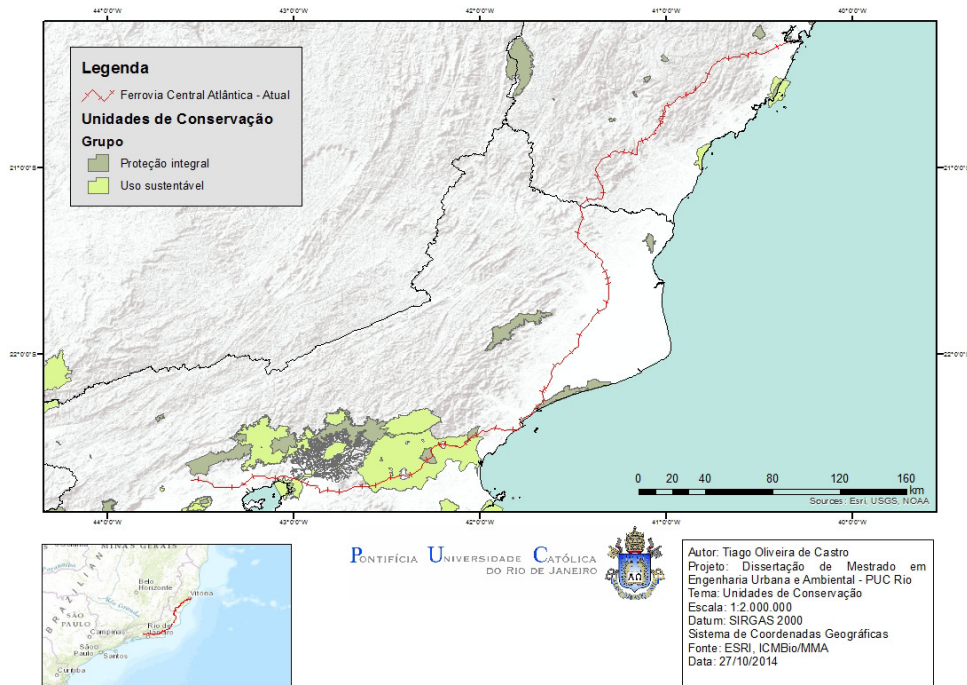 44°0'0"W
43°0'0"W
42°0'0"W
41°0'0"W
40°0'0"W
Legenda
Ferrovia Central Atlântica - Atual
Unidades de Conservação
Grupo
Proteção integral
Uso sustentável
21°0'0"S
21°0'0"S
22°0'0"S
22°0'0"S
0 20 40 80 120 160
km
Sources: Esri, USGS, NOAA
44°0'0"W
43°0'0"W
42°0'0"W
41°0'0"W
40°0'0"W
MINAS GERAIS
BRAZILIAN
Belo
Horizonte
Vitoria
Rio Grande
SÃO
PAULO
Rio de
Janeiro
Campinas
São
Paulo
Santos
Curitiba
PONTIFÍCIA UNIVERSIDADE CATÓLICA
DO RIO DE JANEIRO
ΑΩ
Autor: Tiago Oliveira de Castro
Projeto: Dissertação de Mestrado em
Engenharia Urbana e Ambiental - PUC Rio
Tema: Unidades de Conservação
Escala: 1:2.000.000
Datum: SIRGAS 2000
Sistema de Coordenadas Geográficas
Fonte: ESRI, ICMBio/MMA
Data: 27/10/2014